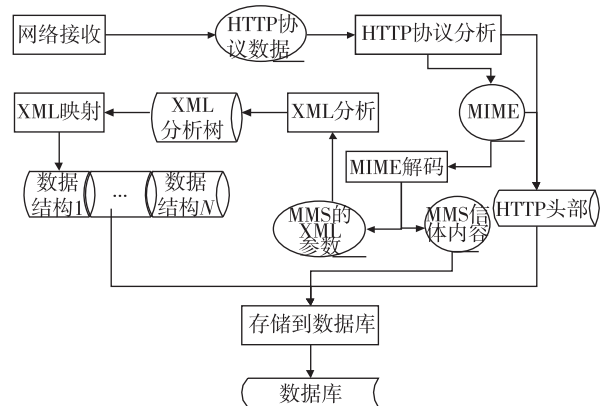 网络接收
HTTP协
议数据
HTTP协议分析
XML映射
XML
分析树
XML分析
MIME
数据
结构1
...
数据
结构N
MIME解码
MMS的
XML
参数
MMS信
体内容
HTTP头部
存储到数据库
数据库